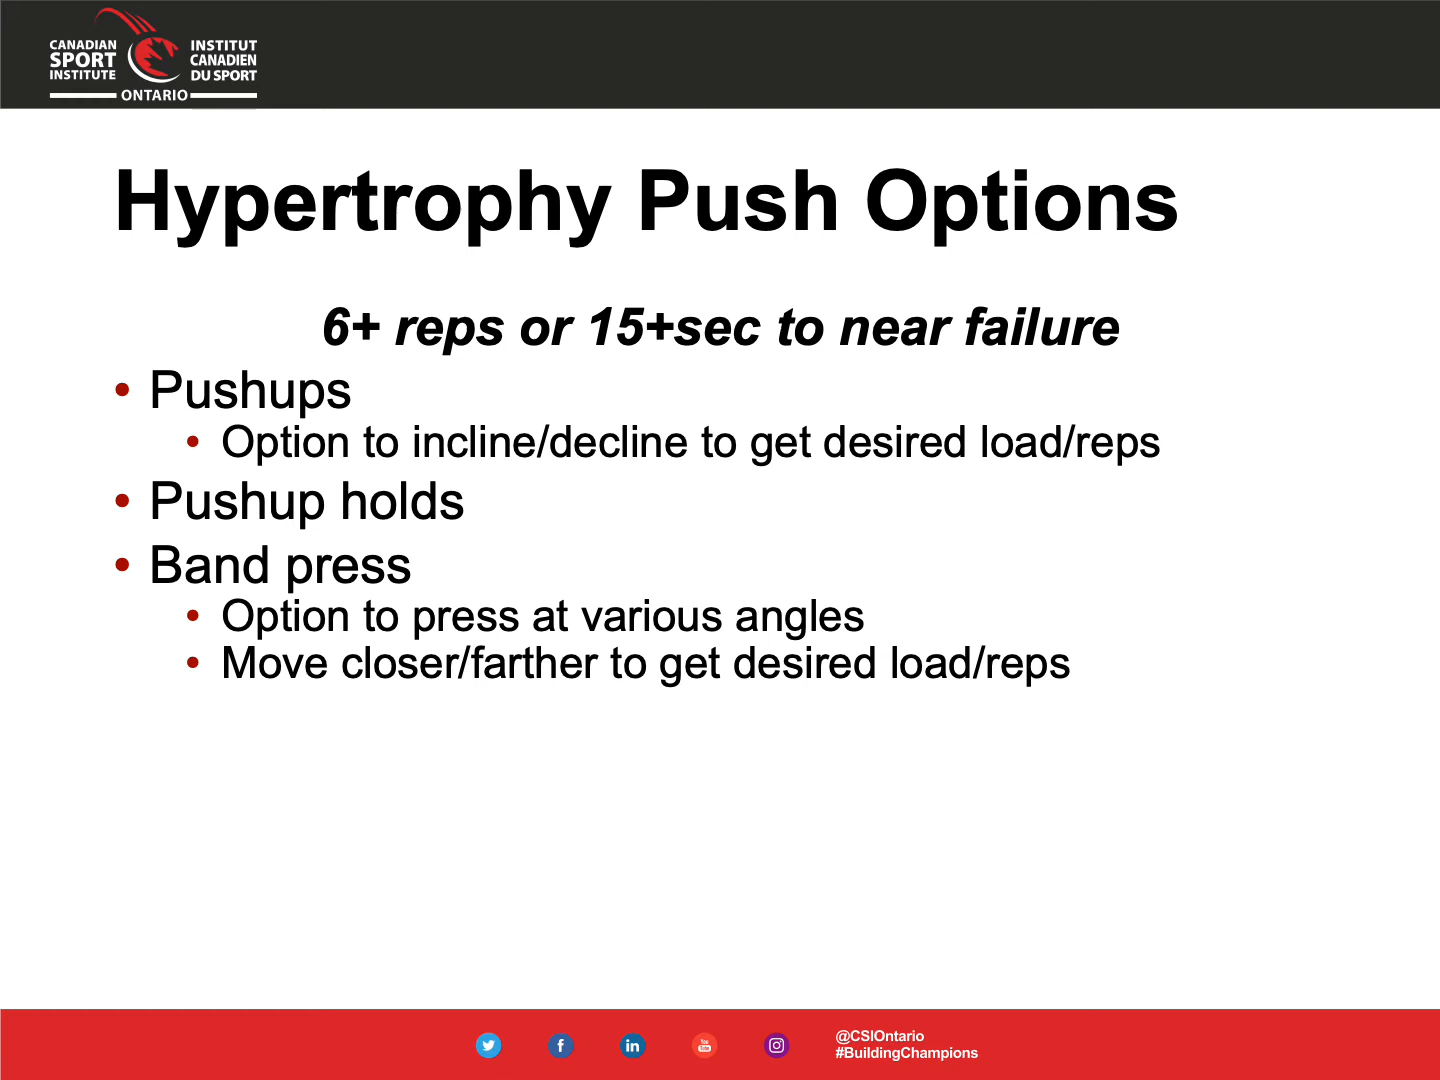 CANADIAN
SPORT
INSTITUTE
INSTITUT
CANADIEN
DU SPORT
ONTARIO
Hypertrophy Push Options
6+ reps or 15+sec to near failure
• Pushups
• Option to incline/decline to get desired load/reps
• Pushup holds
• Band press
• Option to press at various angles
• Move closer/farther to get desired load/reps
@CSIOntario
#BuildingChampions